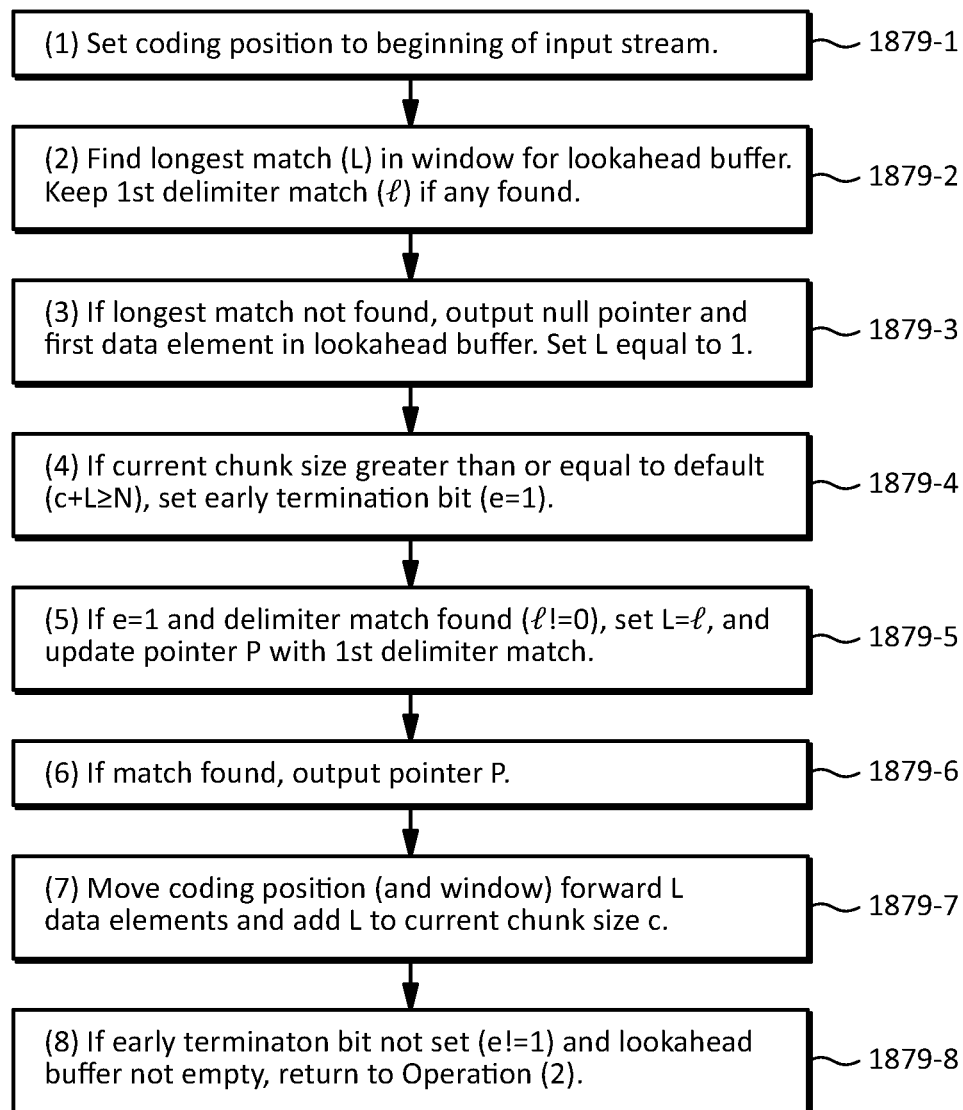 (1) Set coding position to beginning of input stream.
1879-1
(2) Find longest match (L) in window for lookahead buffer.
Keep 1st delimiter match (ℓ) if any found.
1879-2
(3) If longest match not found, output null pointer and
first data element in lookahead buffer. Set L equal to 1.
1879-3
(4) If current chunk size greater than or equal to default
(c+L≥N), set early termination bit (e=1).
1879-4
(5) If e=1 and delimiter match found (ℓ!=0), set L=ℓ, and
update pointer P with 1st delimiter match.
1879-5
(6) If match found, output pointer P.
1879-6
(7) Move coding position (and window) forward L
data elements and add L to current chunk size c.
1879-7
(8) If early terminaton bit not set (e!=1) and lookahead
buffer not empty, return to Operation (2).
1879-8